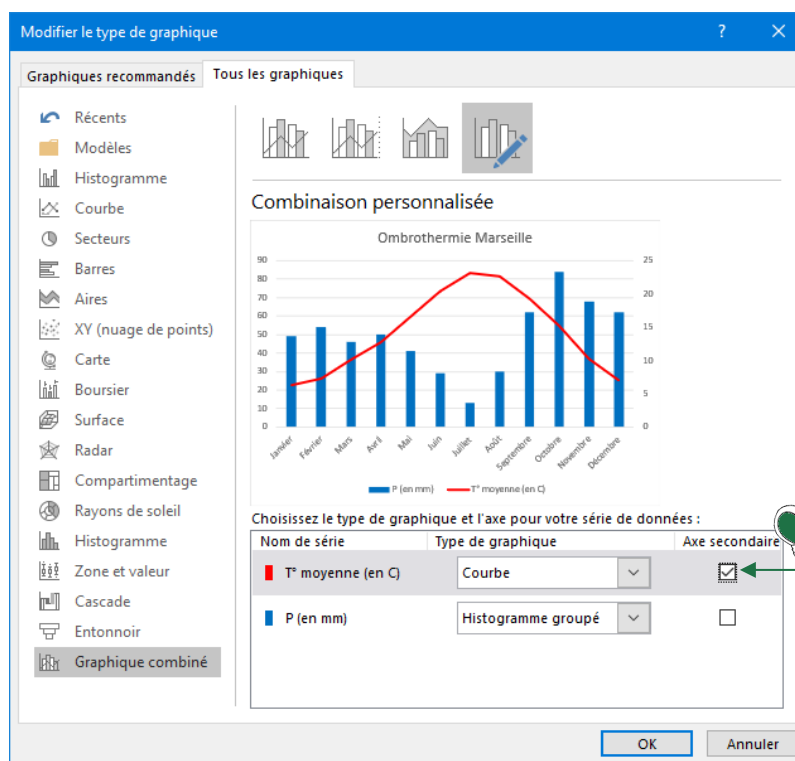 Modifier le type de graphique ? ×
Graphiques recommandés Tous les graphiques
Récents
Modèles
Histogramme
Courbe
Secteurs
Barres
Aires
XY (nuage de points)
Carte
Boursier
Surface
Radar
Compartimentage
Rayons de soleil
Histogramme
Zone et valeur
Cascade
Entonnoir
Graphique combiné
Combinaison personnalisée
Ombrothermie Marseille
90
80
70
60
50
40
30
20
10
0
25
20
15
10
5
0
Janvier Février Mars Avril Mai Juin Juillet Août Septembre Octobre Novembre Décembre
P (en mm) T° moyenne (en C)
Choisissez le type de graphique et l'axe pour votre série de données :
Nom de série Type de graphique Axe secondaire
T° moyenne (en C) Courbe
P (en mm) Histogramme groupé
OK Annuler